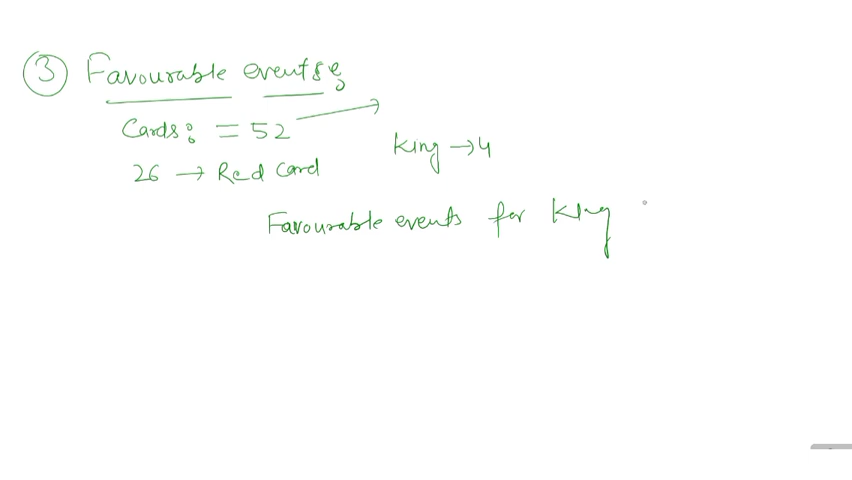 ③ Favourable events:
Cards: = 52 →
King → 4
26 → Red Card
Favourable events for King